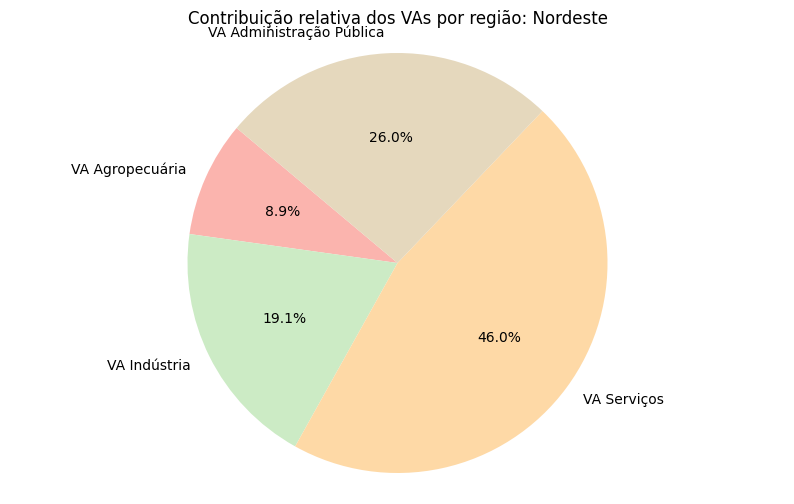 Contribuição relativa dos VAs por região: Nordeste
VA Administração Pública
26.0%
VA Agropecuária
8.9%
19.1%
46.0%
VA Indústria
VA Serviços